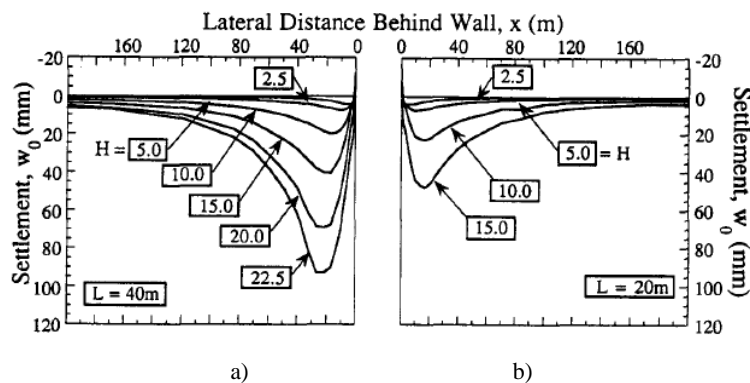 Lateral Distance Behind Wall, x (m)
160 120 80 40 0 0 40 80 120 160
-20 -20
0 0
20 20
40 40
60 60
80 80
100 100
120 120
Settlement, w0 (mm)
2.5
H = 5.0
10.0
15.0
20.0
22.5
L = 40m
2.5
5.0 = H
10.0
15.0
L = 20m
Settlement, w0 (mm)
a) b)